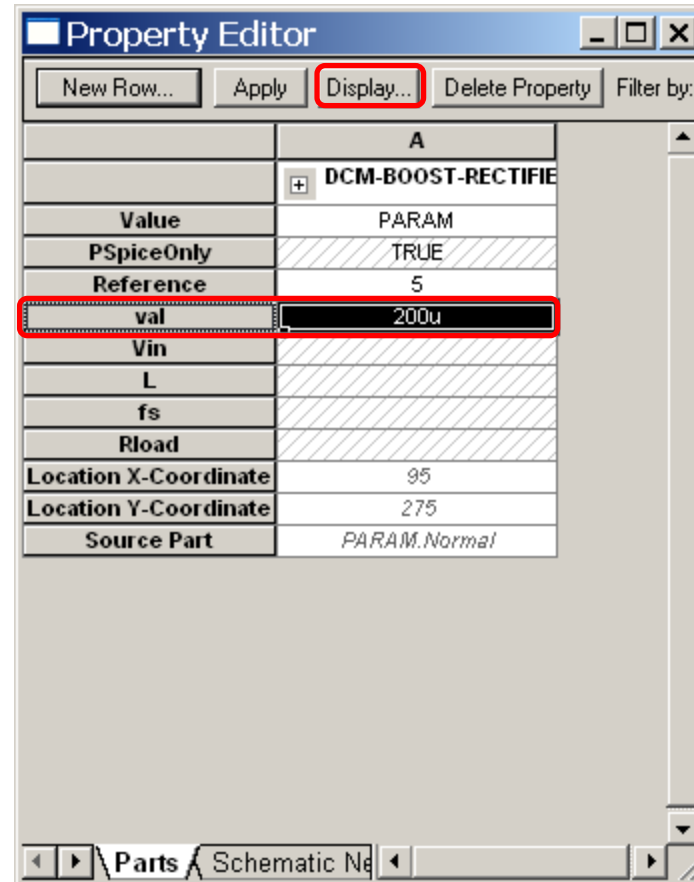 Property Editor
New Row... Apply Display... Delete Property Filter by:
A
DCM-BOOST-RECTIFIE
Value PARAM
PSpiceOnly TRUE
Reference 5
val 200u
Vin
L
fs
Rload
Location X-Coordinate 95
Location Y-Coordinate 275
Source Part PARAM.Normal
Parts Schematic Ne